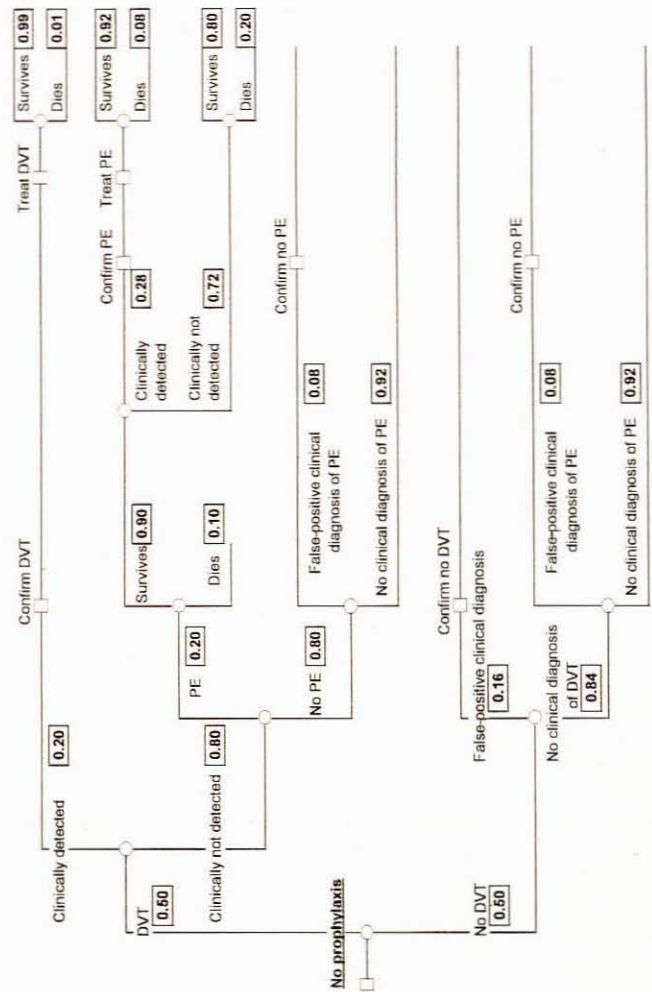 No prophylaxis
DVT
0.50
No DVT
0.50
Clinically detected
0.20
Clinically not detected
0.80
Confirm DVT
Treat DVT
Survives 0.99
Dies 0.01
PE
0.20
No PE
0.80
Survives
0.90
Dies
0.10
Clinically
detected
0.28
Clinically not
detected
0.72
Confirm PE
Treat PE
Survives 0.92
Dies 0.08
Survives 0.80
Dies 0.20
False-positive clinical
diagnosis of PE
0.08
No clinical diagnosis of PE
0.92
Confirm no PE
False-positive clinical diagnosis
0.16
No clinical diagnosis
of DVT
0.84
Confirm no DVT
False-positive clinical
diagnosis of PE
0.08
No clinical diagnosis of PE
0.92
Confirm no PE